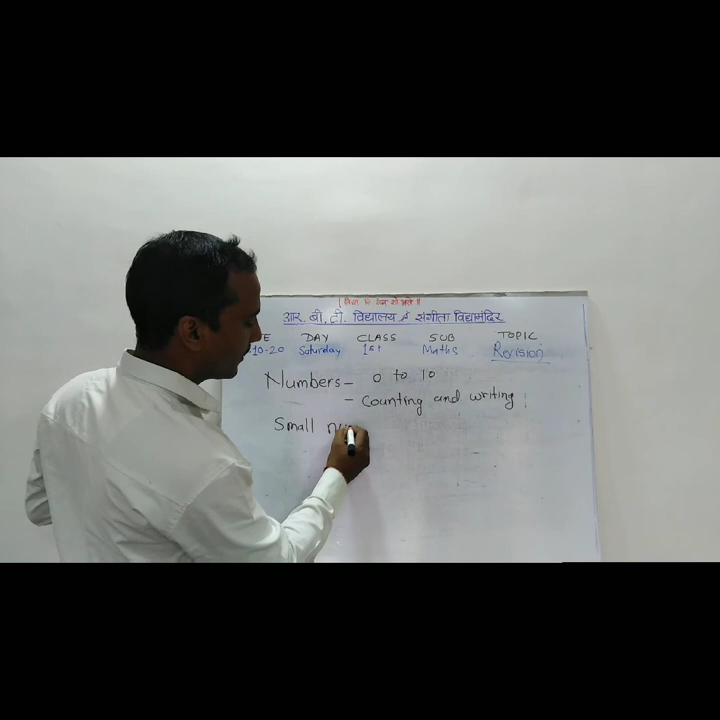 आर. बी. टी. विद्यालय & संगीता विद्यामंदिर
DAY CLASS SUB TOPIC
10-20 Saturday 1st Maths Revision
Numbers – 0 to 10
– Counting and writing
Small nu